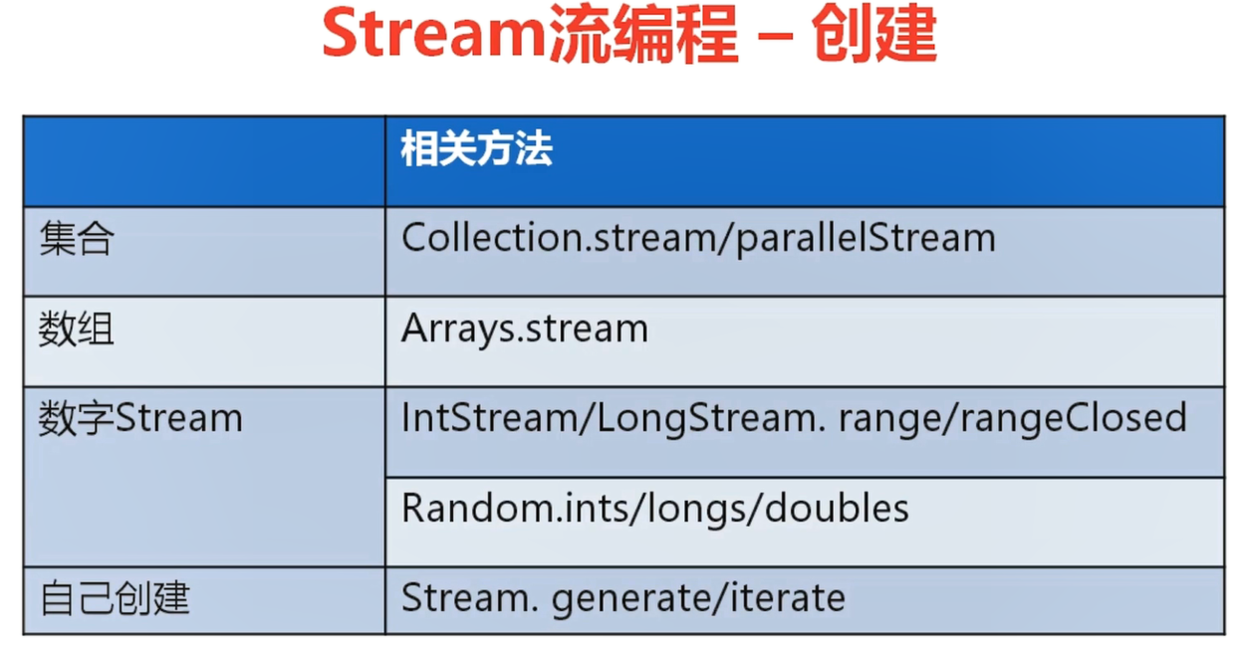 Stream流编程 – 创建
相关方法
集合
Collection.stream/parallelStream
数组
Arrays.stream
数字Stream
IntStream/LongStream. range/rangeClosed
Random.ints/longs/doubles
自己创建
Stream. generate/iterate